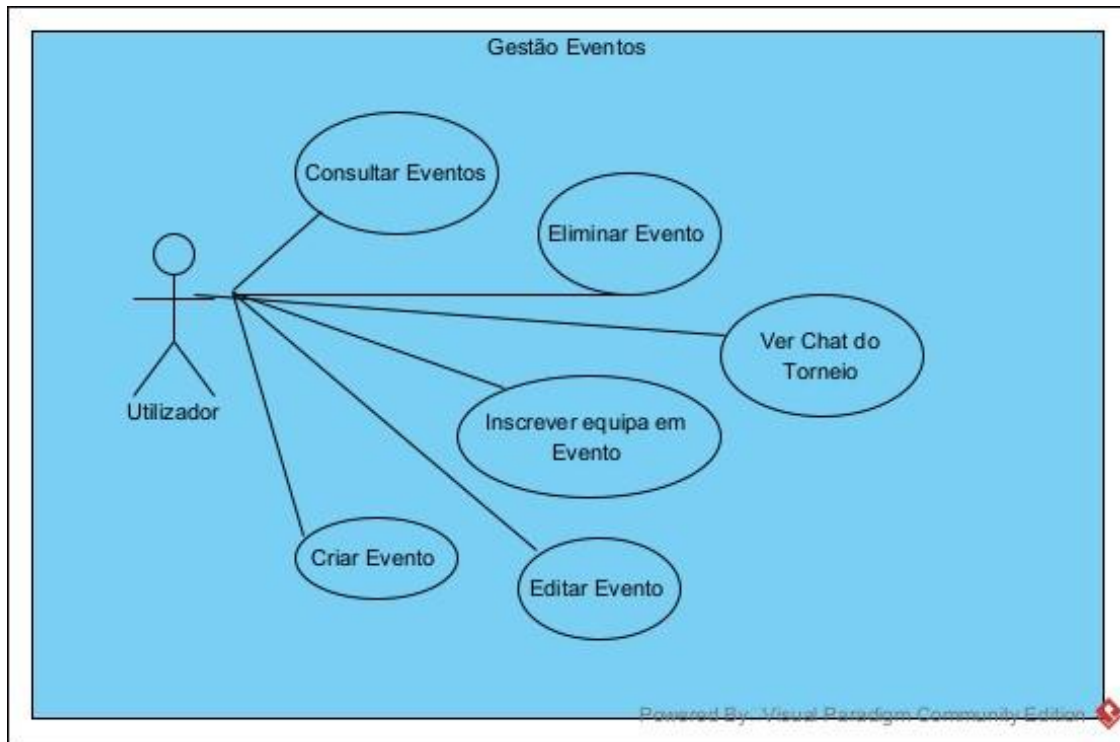 Gestão Eventos
Consultar Eventos
Eliminar Evento
Ver Chat do
Torneio
Utilizador
Inscrever equipa em
Evento
Criar Evento
Editar Evento
Powered By: Visual Paradigm Community Edition